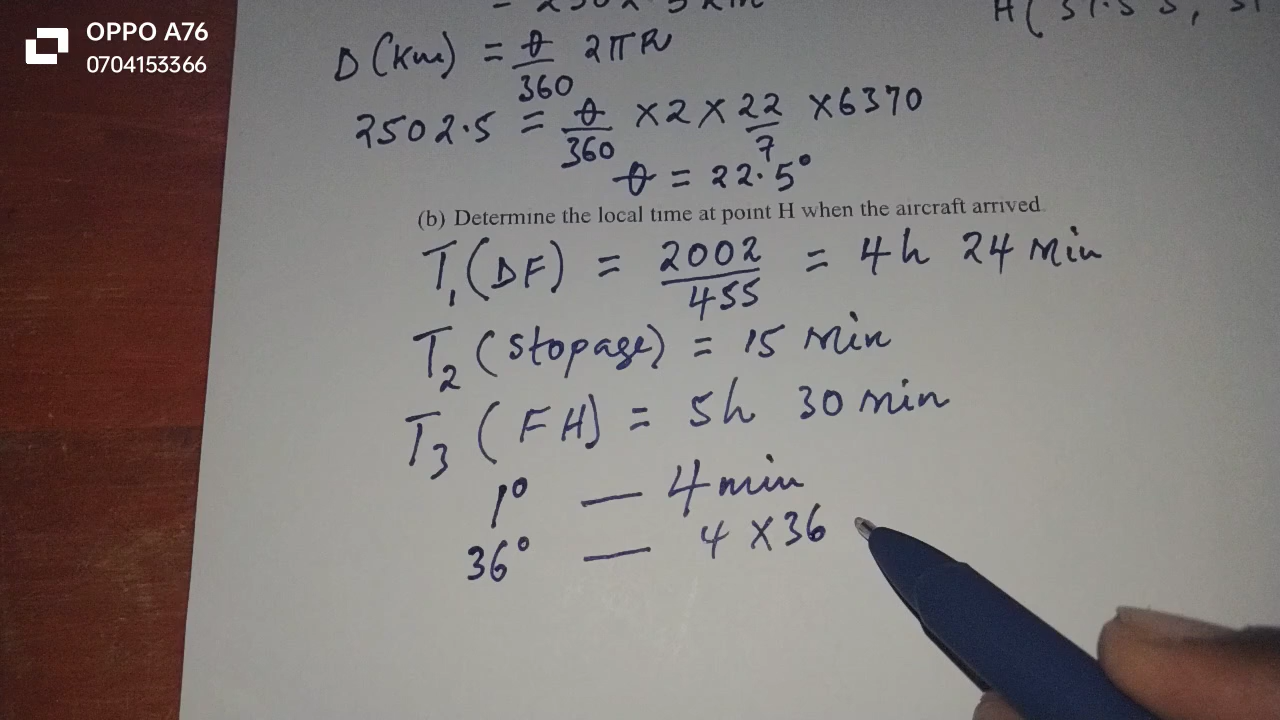 OPPO A76
0704153366
D (Km) = θ/360 2πR
2502.5 = θ/360 × 2 × 22/7 × 6370
θ = 22.5°
(b) Determine the local time at point H when the aircraft arrived.
T₁ (DF) = 2002/455 = 4h 24 Min
T₂ (Stopage) = 15 Min
T₃ (FH) = 5h 30 min
1° — 4 min
36° — 4 × 36